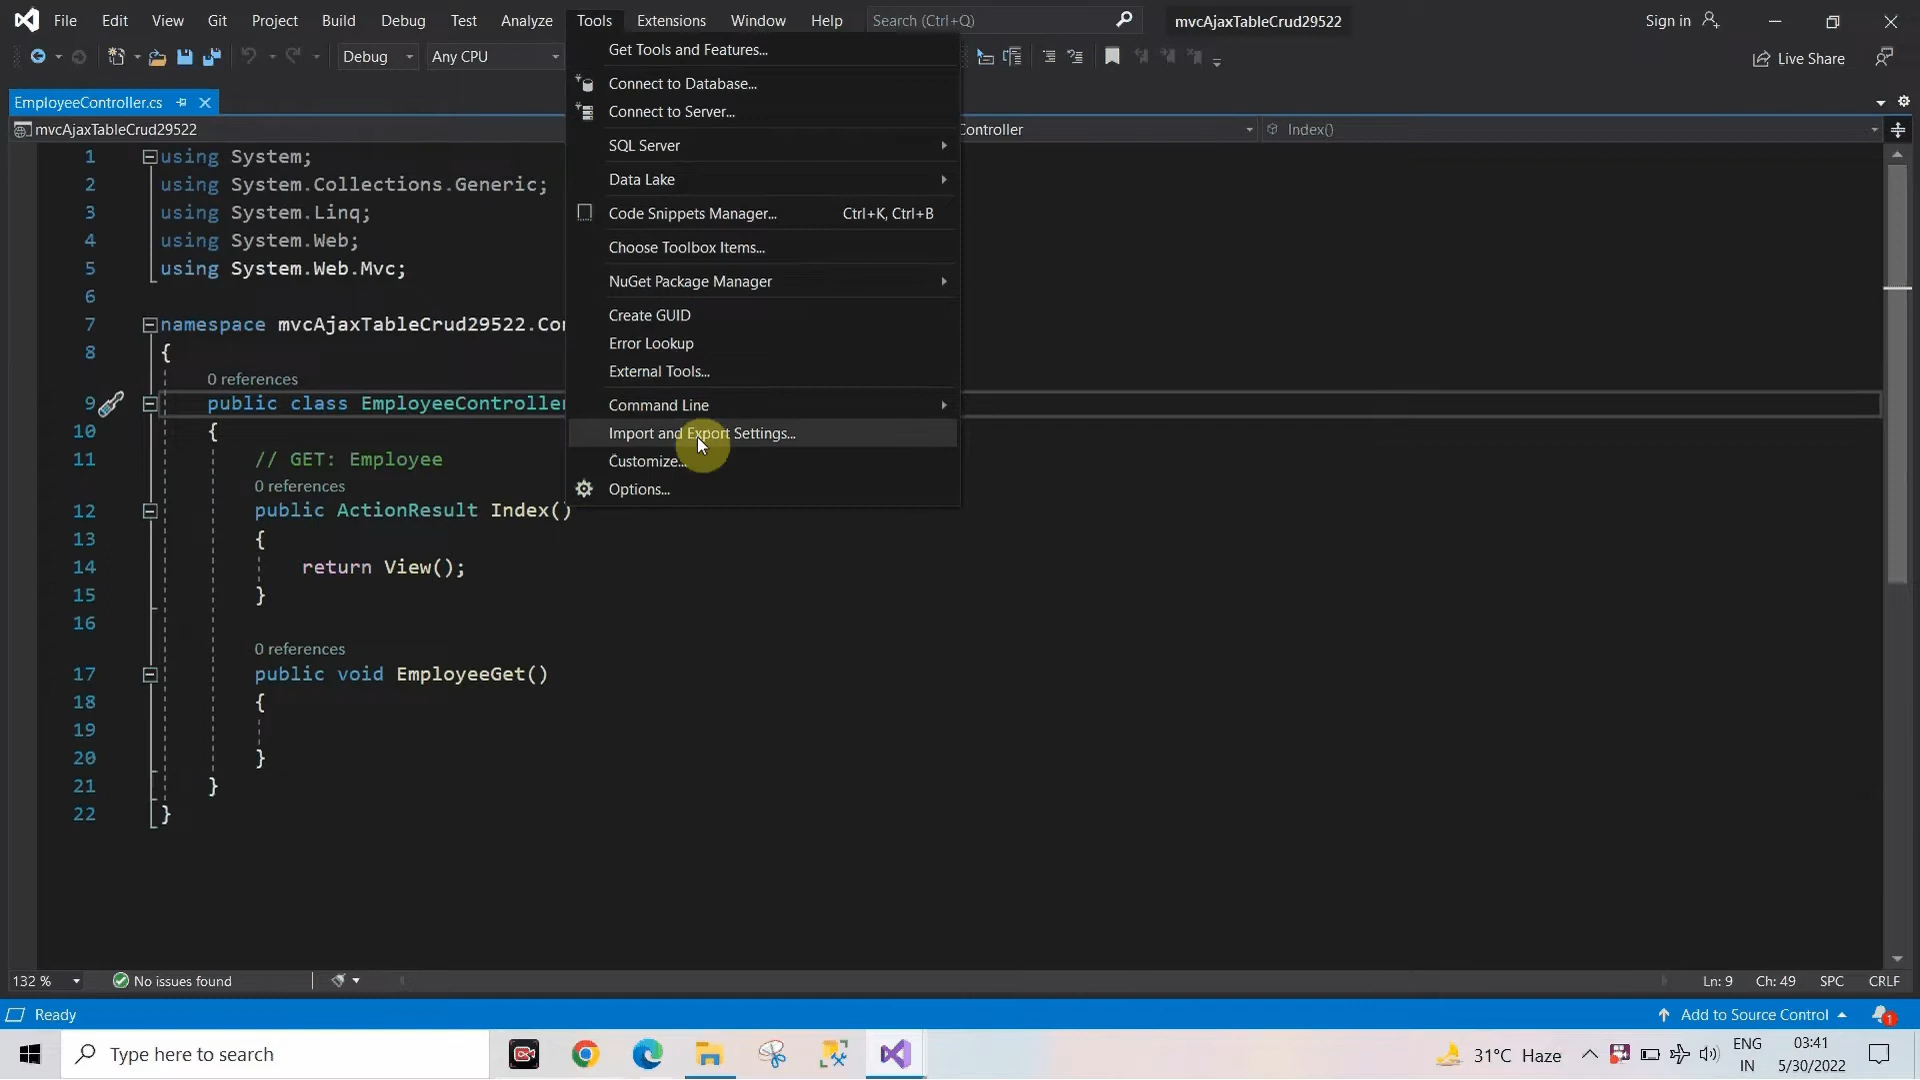 File Edit View Git Project Build Debug Test Analyze Tools Extensions Window Help Search (Ctrl+Q) mvcAjaxTableCrud29522 Sign in
Debug Any CPU Live Share
EmployeeController.cs
mvcAjaxTableCrud29522 Controller Index()
Get Tools and Features...
Connect to Database...
Connect to Server...
SQL Server
Data Lake
Code Snippets Manager... Ctrl+K, Ctrl+B
Choose Toolbox Items...
NuGet Package Manager
Create GUID
Error Lookup
External Tools...
Command Line
Import and Export Settings...
Customize...
Options...
1 using System;
2 using System.Collections.Generic;
3 using System.Linq;
4 using System.Web;
5 using System.Web.Mvc;
6
7 namespace mvcAjaxTableCrud29522.Con
8 {
0 references
9 public class EmployeeController
10 {
11 // GET: Employee
0 references
12 public ActionResult Index()
13 {
14 return View();
15 }
16
0 references
17 public void EmployeeGet()
18 {
19
20 }
21 }
22 }
132 % No issues found Ln: 9 Ch: 49 SPC CRLF
Ready Add to Source Control 1
Type here to search 31°C Haze ENG IN 03:41 5/30/2022